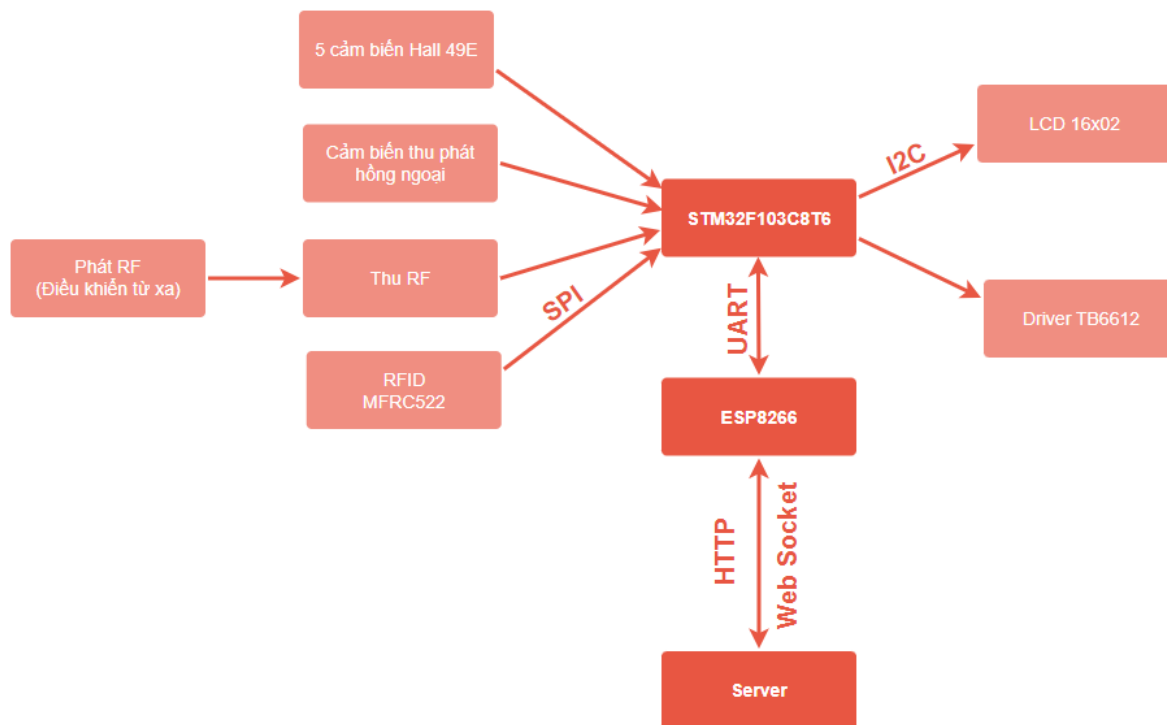 5 cảm biến Hall 49E
LCD 16x02
Cảm biến thu phát
hồng ngoại
I2C
STM32F103C8T6
Phát RF
(Điều khiển từ xa)
Thu RF
SPI
UART
Driver TB6612
RFID
MFRC522
ESP8266
HTTP
Web Socket
Server